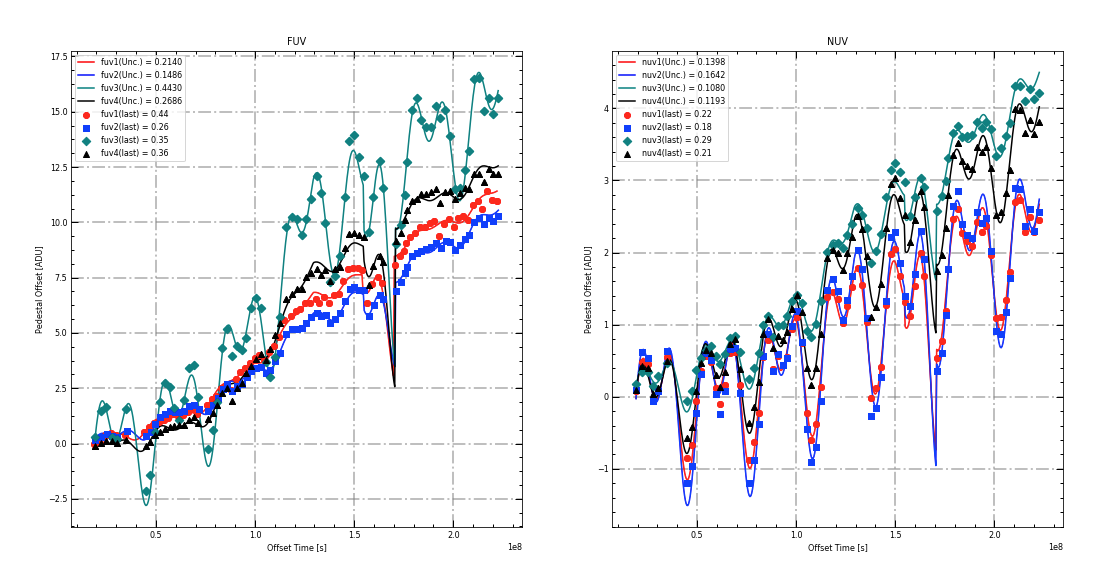 FUV
17.5
15.0
12.5
10.0
7.5
5.0
2.5
0.0
−2.5
Pedestal Offset [ADU]
fuv1(Unc.) = 0.2140
fuv2(Unc.) = 0.1486
fuv3(Unc.) = 0.4430
fuv4(Unc.) = 0.2686
fuv1(last) = 0.44
fuv2(last) = 0.26
fuv3(last) = 0.35
fuv4(last) = 0.36
0.5 1.0 1.5 2.0
1e8
Offset Time [s]
NUV
4
3
2
1
0
−1
Pedestal Offset [ADU]
nuv1(Unc.) = 0.1398
nuv2(Unc.) = 0.1642
nuv3(Unc.) = 0.1080
nuv4(Unc.) = 0.1193
nuv1(last) = 0.22
nuv2(last) = 0.18
nuv3(last) = 0.29
nuv4(last) = 0.21
0.5 1.0 1.5 2.0
1e8
Offset Time [s]